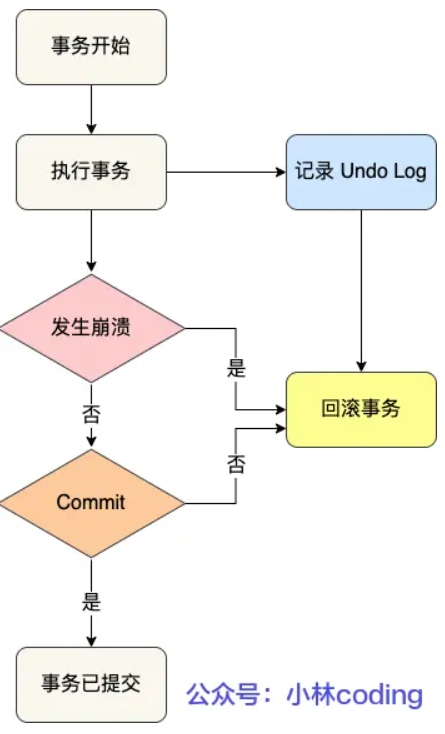 事务开始
执行事务
记录 Undo Log
发生崩溃
是
回滚事务
否
否
Commit
是
事务已提交
公众号：小林coding